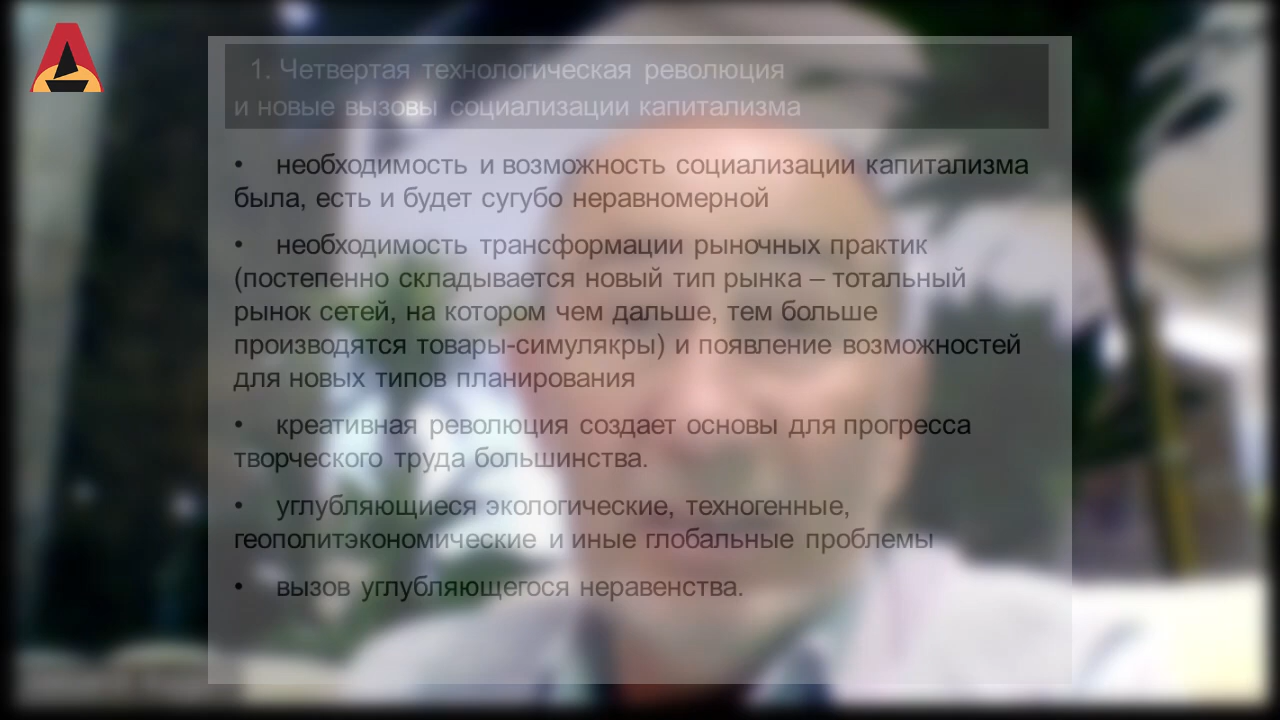 1. Четвертая технологическая революция
и новые вызовы социализации капитализма
• необходимость и возможность социализации капитализма
была, есть и будет сугубо неравномерной
• необходимость трансформации рыночных практик
(постепенно складывается новый тип рынка – тотальный
рынок сетей, на котором чем дальше, тем больше
производятся товары-симулякры) и появление возможностей
для новых типов планирования
• креативная революция создает основы для прогресса
творческого труда большинства.
• углубляющиеся экологические, техногенные,
геополитэкономические и иные глобальные проблемы
• вызов углубляющегося неравенства.